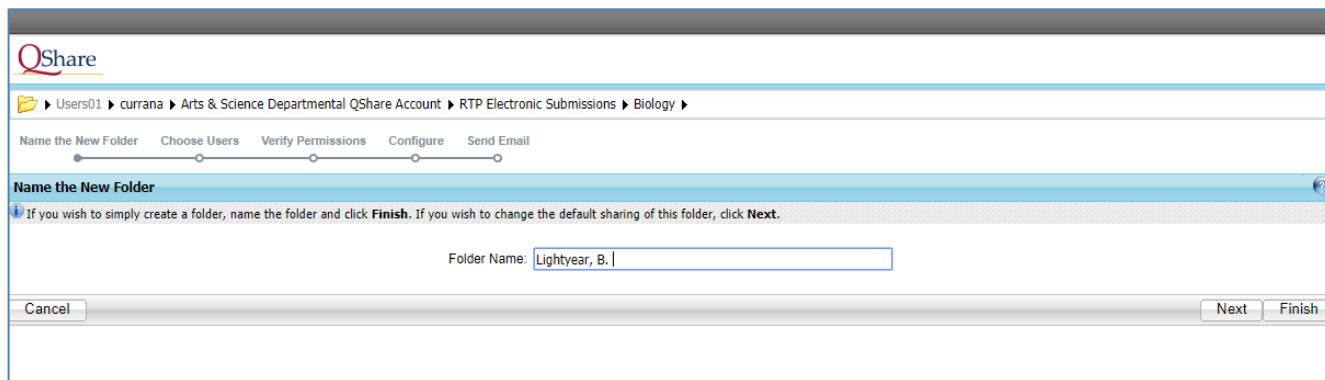 QShare
Users01 ▶ currana ▶ Arts & Science Departmental QShare Account ▶ RTP Electronic Submissions ▶ Biology ▶
Name the New Folder Choose Users Verify Permissions Configure Send Email
Name the New Folder
If you wish to simply create a folder, name the folder and click Finish. If you wish to change the default sharing of this folder, click Next.
Folder Name: Lightyear, B.
Cancel Next Finish